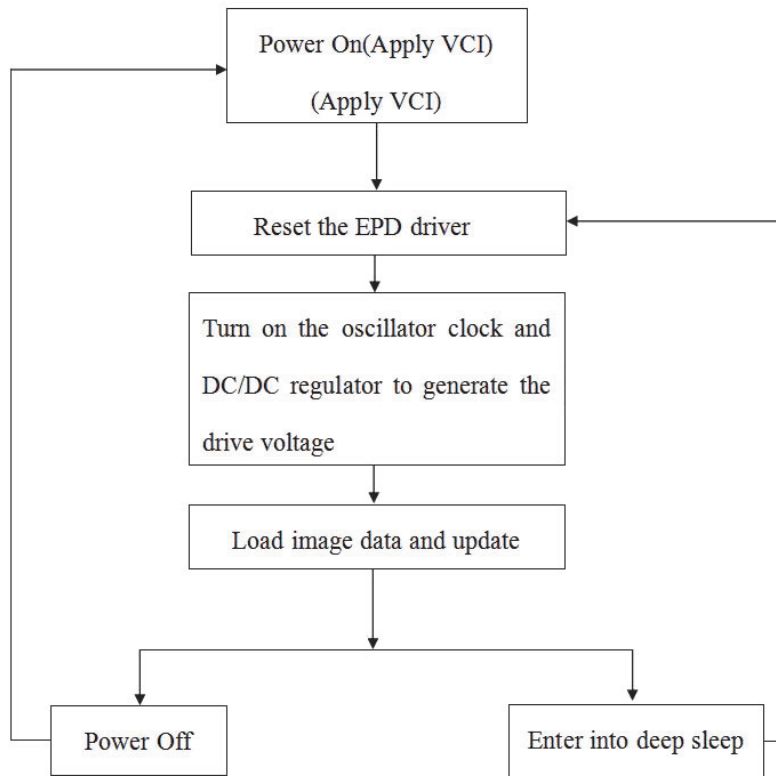 Power On(Apply VCI)
(Apply VCI)
Reset the EPD driver
Turn on the oscillator clock and
DC/DC regulator to generate the
drive voltage
Load image data and update
Power Off
Enter into deep sleep